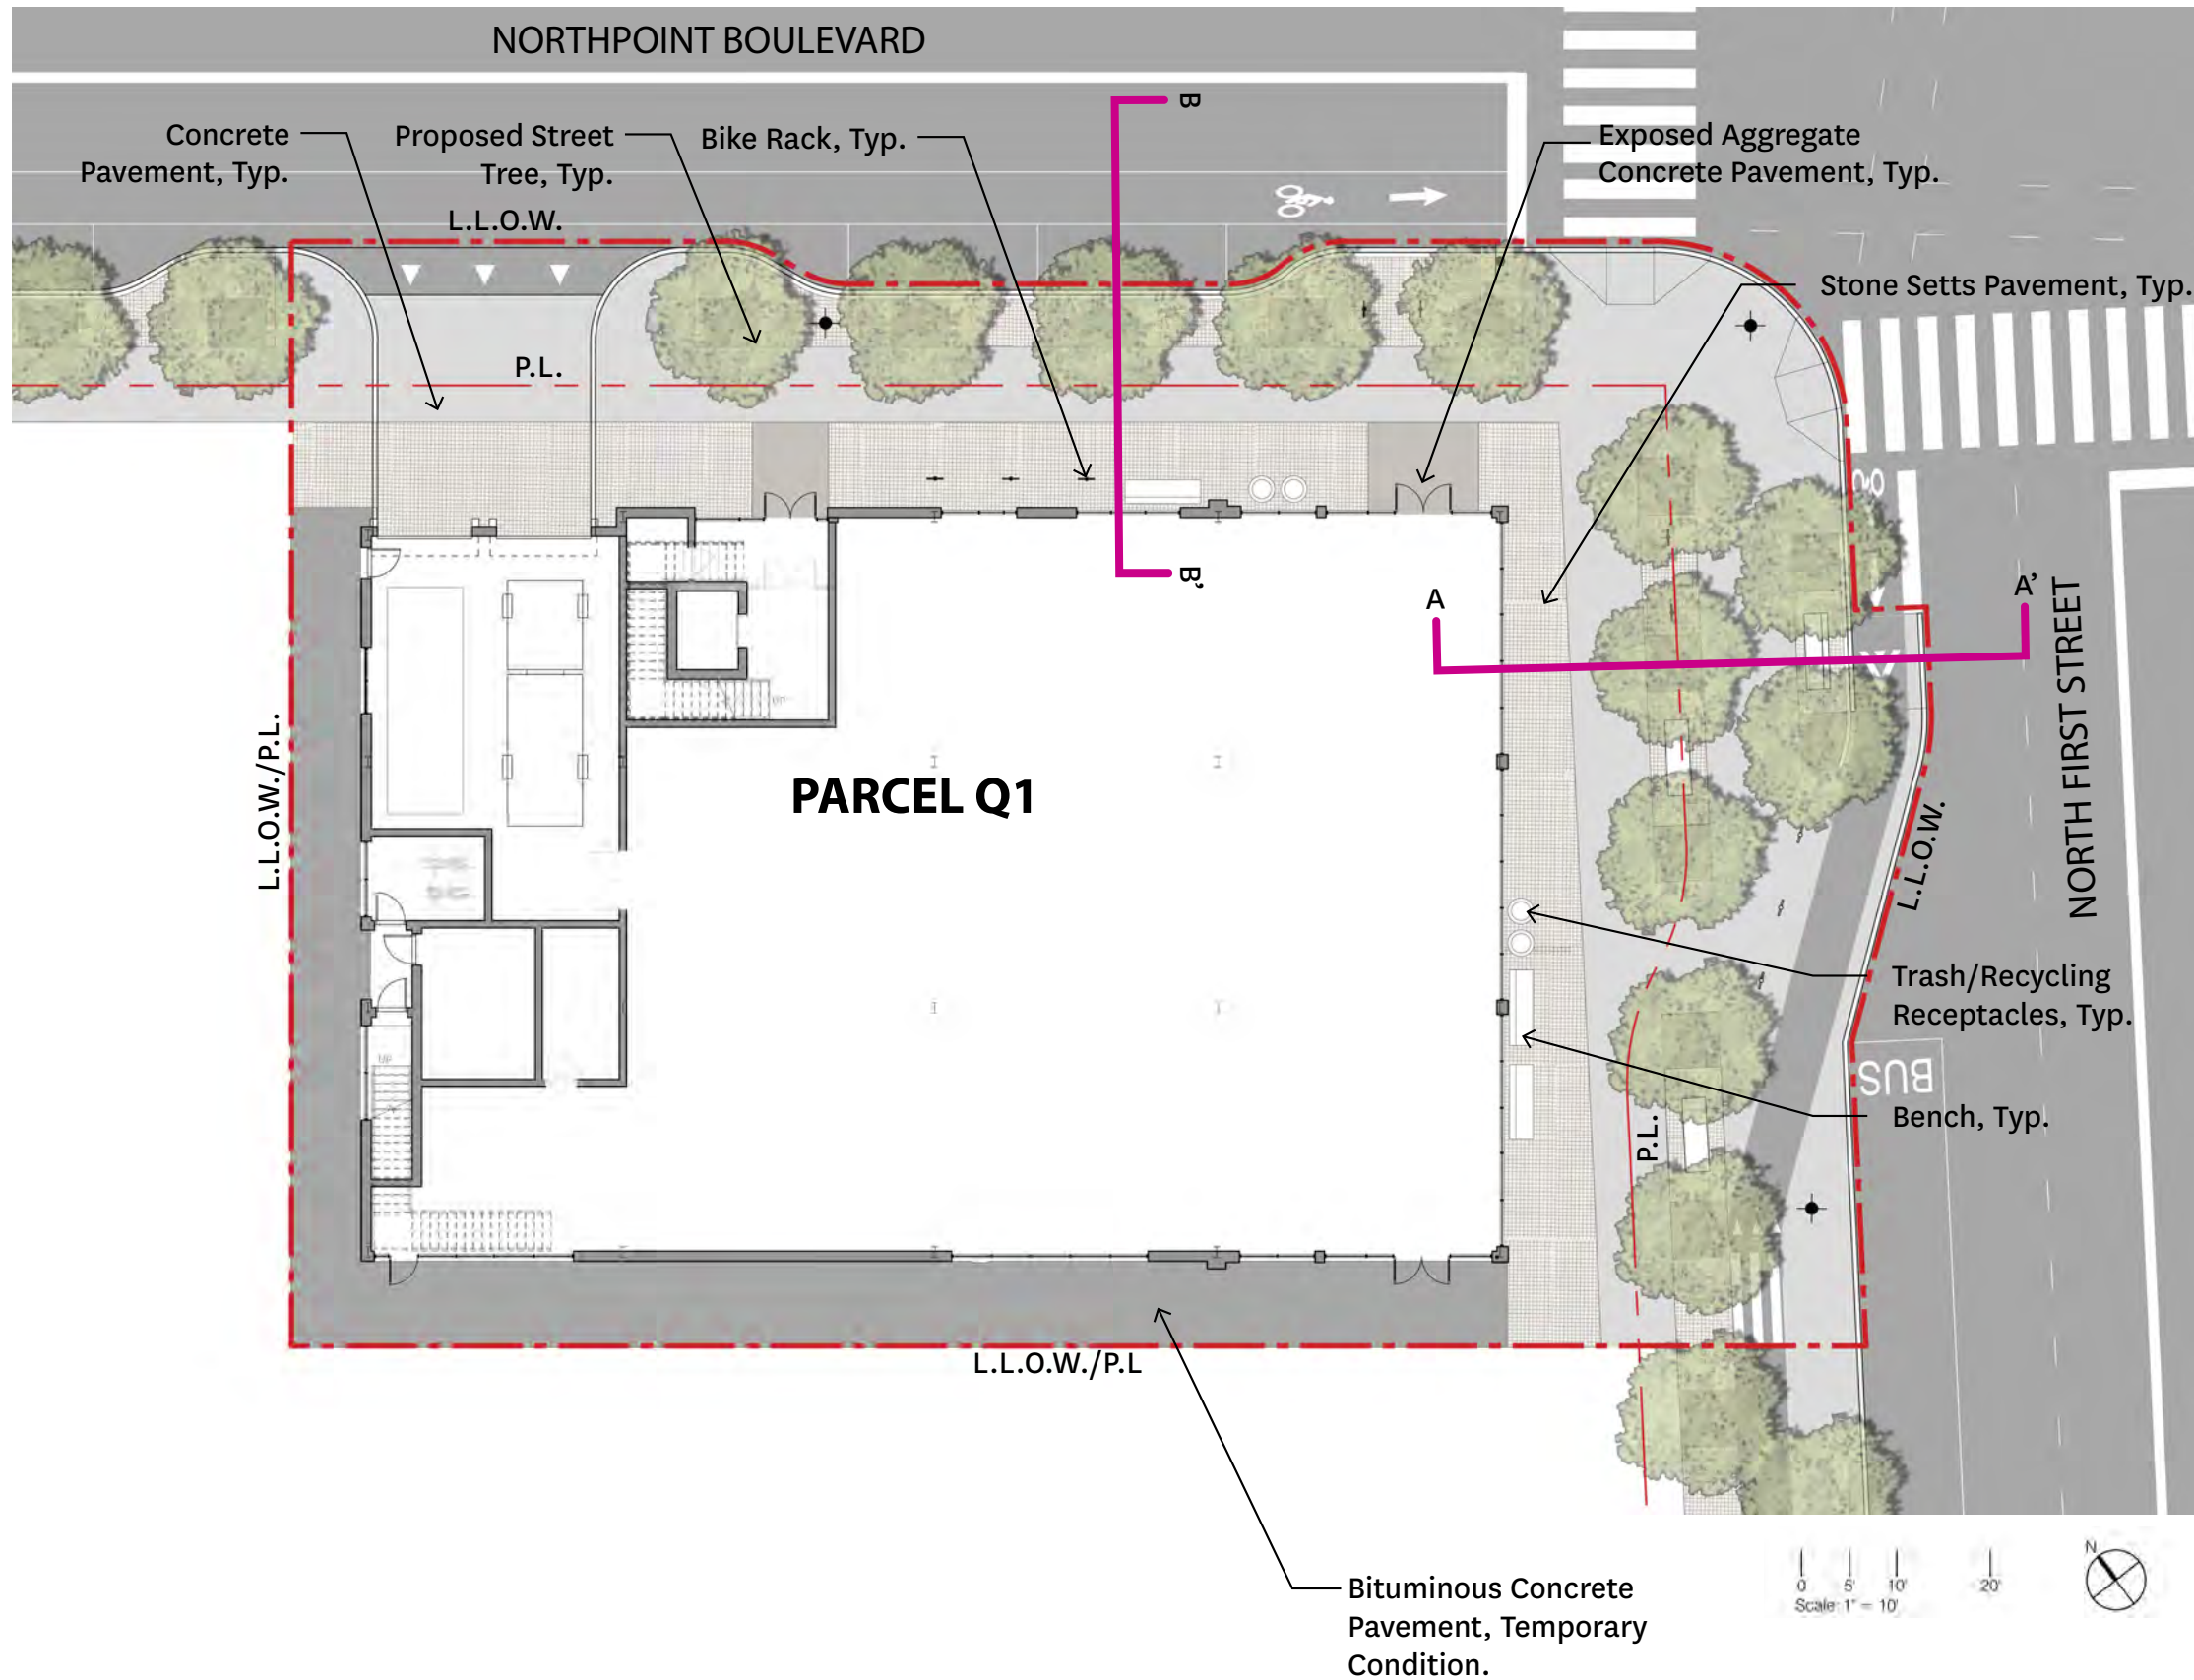 NORTHPOINT BOULEVARD
B
Concrete
Pavement, Typ.
Proposed Street
Tree, Typ.
Bike Rack, Typ.
Exposed Aggregate
Concrete Pavement, Typ.
L.L.O.W.
Stone Setts Pavement, Typ.
P.L.
B'
A
A’
NORTH FIRST STREET
UP
L.L.O.W./P.L.
PARCEL Q1
L.L.O.W.
Trash/Recycling
Receptacles, Typ.
UP
BUS
Bench, Typ.
P.L.
L.L.O.W./P.L
Bituminous Concrete
Pavement, Temporary
Condition.
N
0 5' 10' 20'
Scale: 1" = 10'